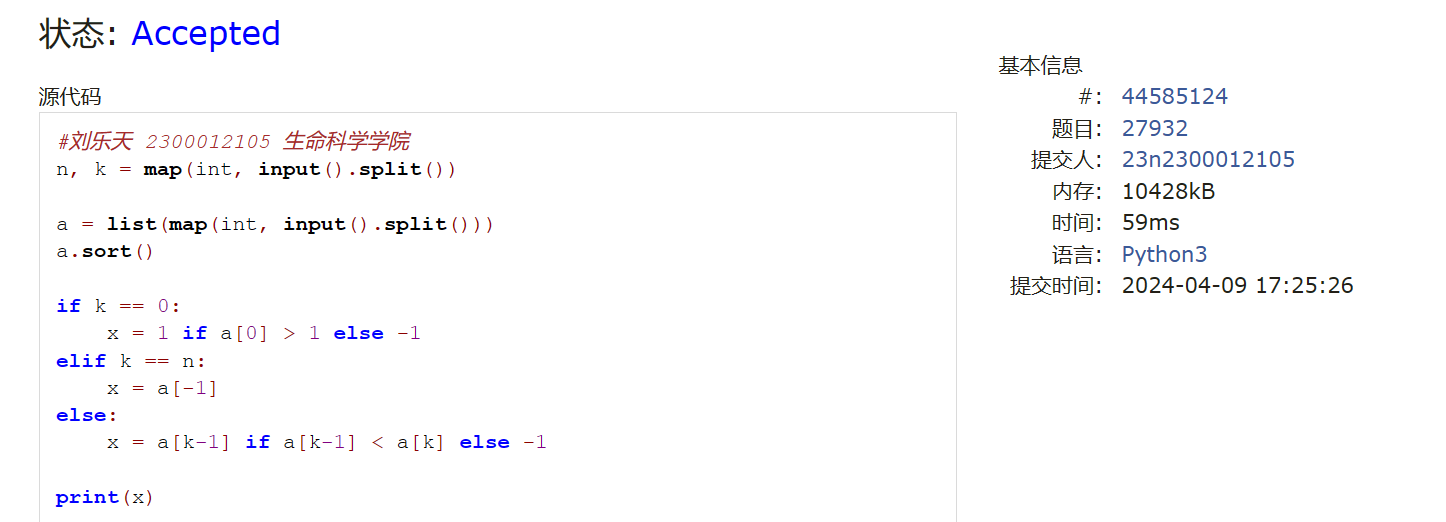 状态: Accepted
源代码
#刘乐天 2300012105 生命科学学院
n, k = map(int, input().split())
a = list(map(int, input().split()))
a.sort()
if k == 0:
    x = 1 if a[0] > 1 else -1
elif k == n:
    x = a[-1]
else:
    x = a[k-1] if a[k-1] < a[k] else -1
print(x)
基本信息
#: 44585124
题目: 27932
提交人: 23n2300012105
内存: 10428kB
时间: 59ms
语言: Python3
提交时间: 2024-04-09 17:25:26